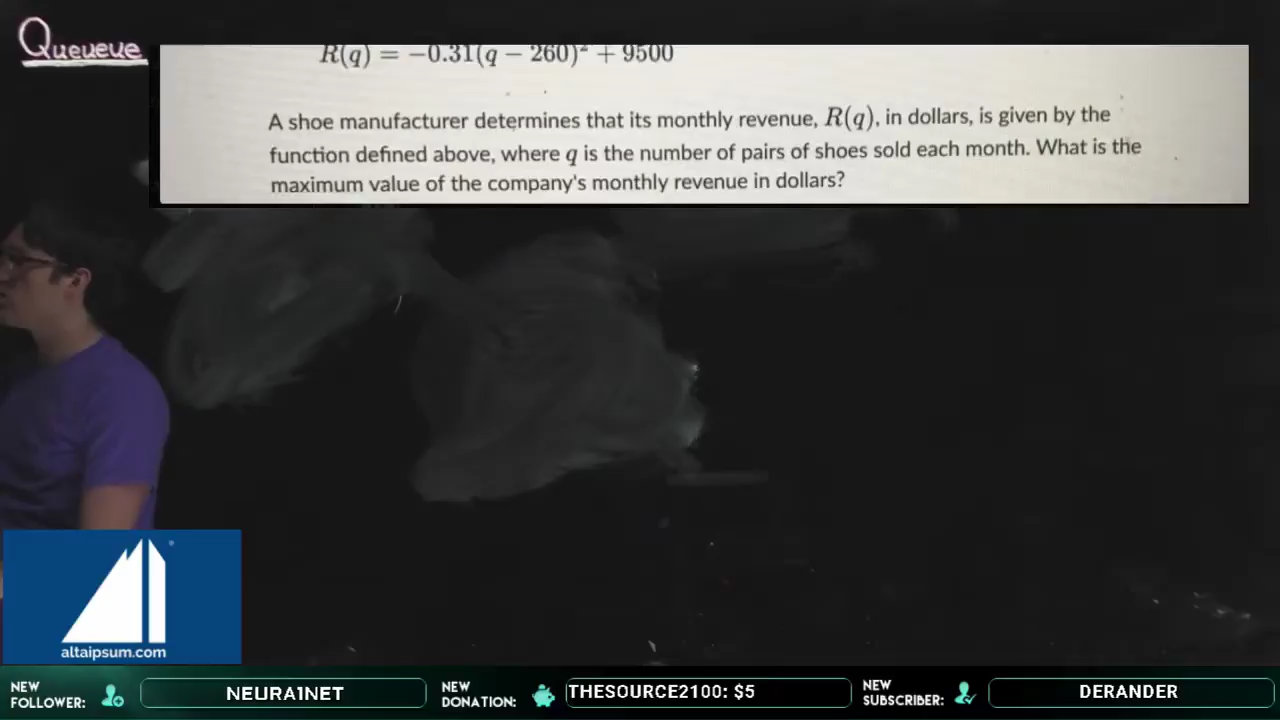 Queueue
R(q) = −0.31(q − 260)² + 9500
A shoe manufacturer determines that its monthly revenue, R(q), in dollars, is given by the
function defined above, where q is the number of pairs of shoes sold each month. What is the
maximum value of the company's monthly revenue in dollars?
altaipsum.com
NEW
FOLLOWER:
NEURA1NET
NEW
DONATION:
THESOURCE2100: $5
NEW
SUBSCRIBER:
DERANDER